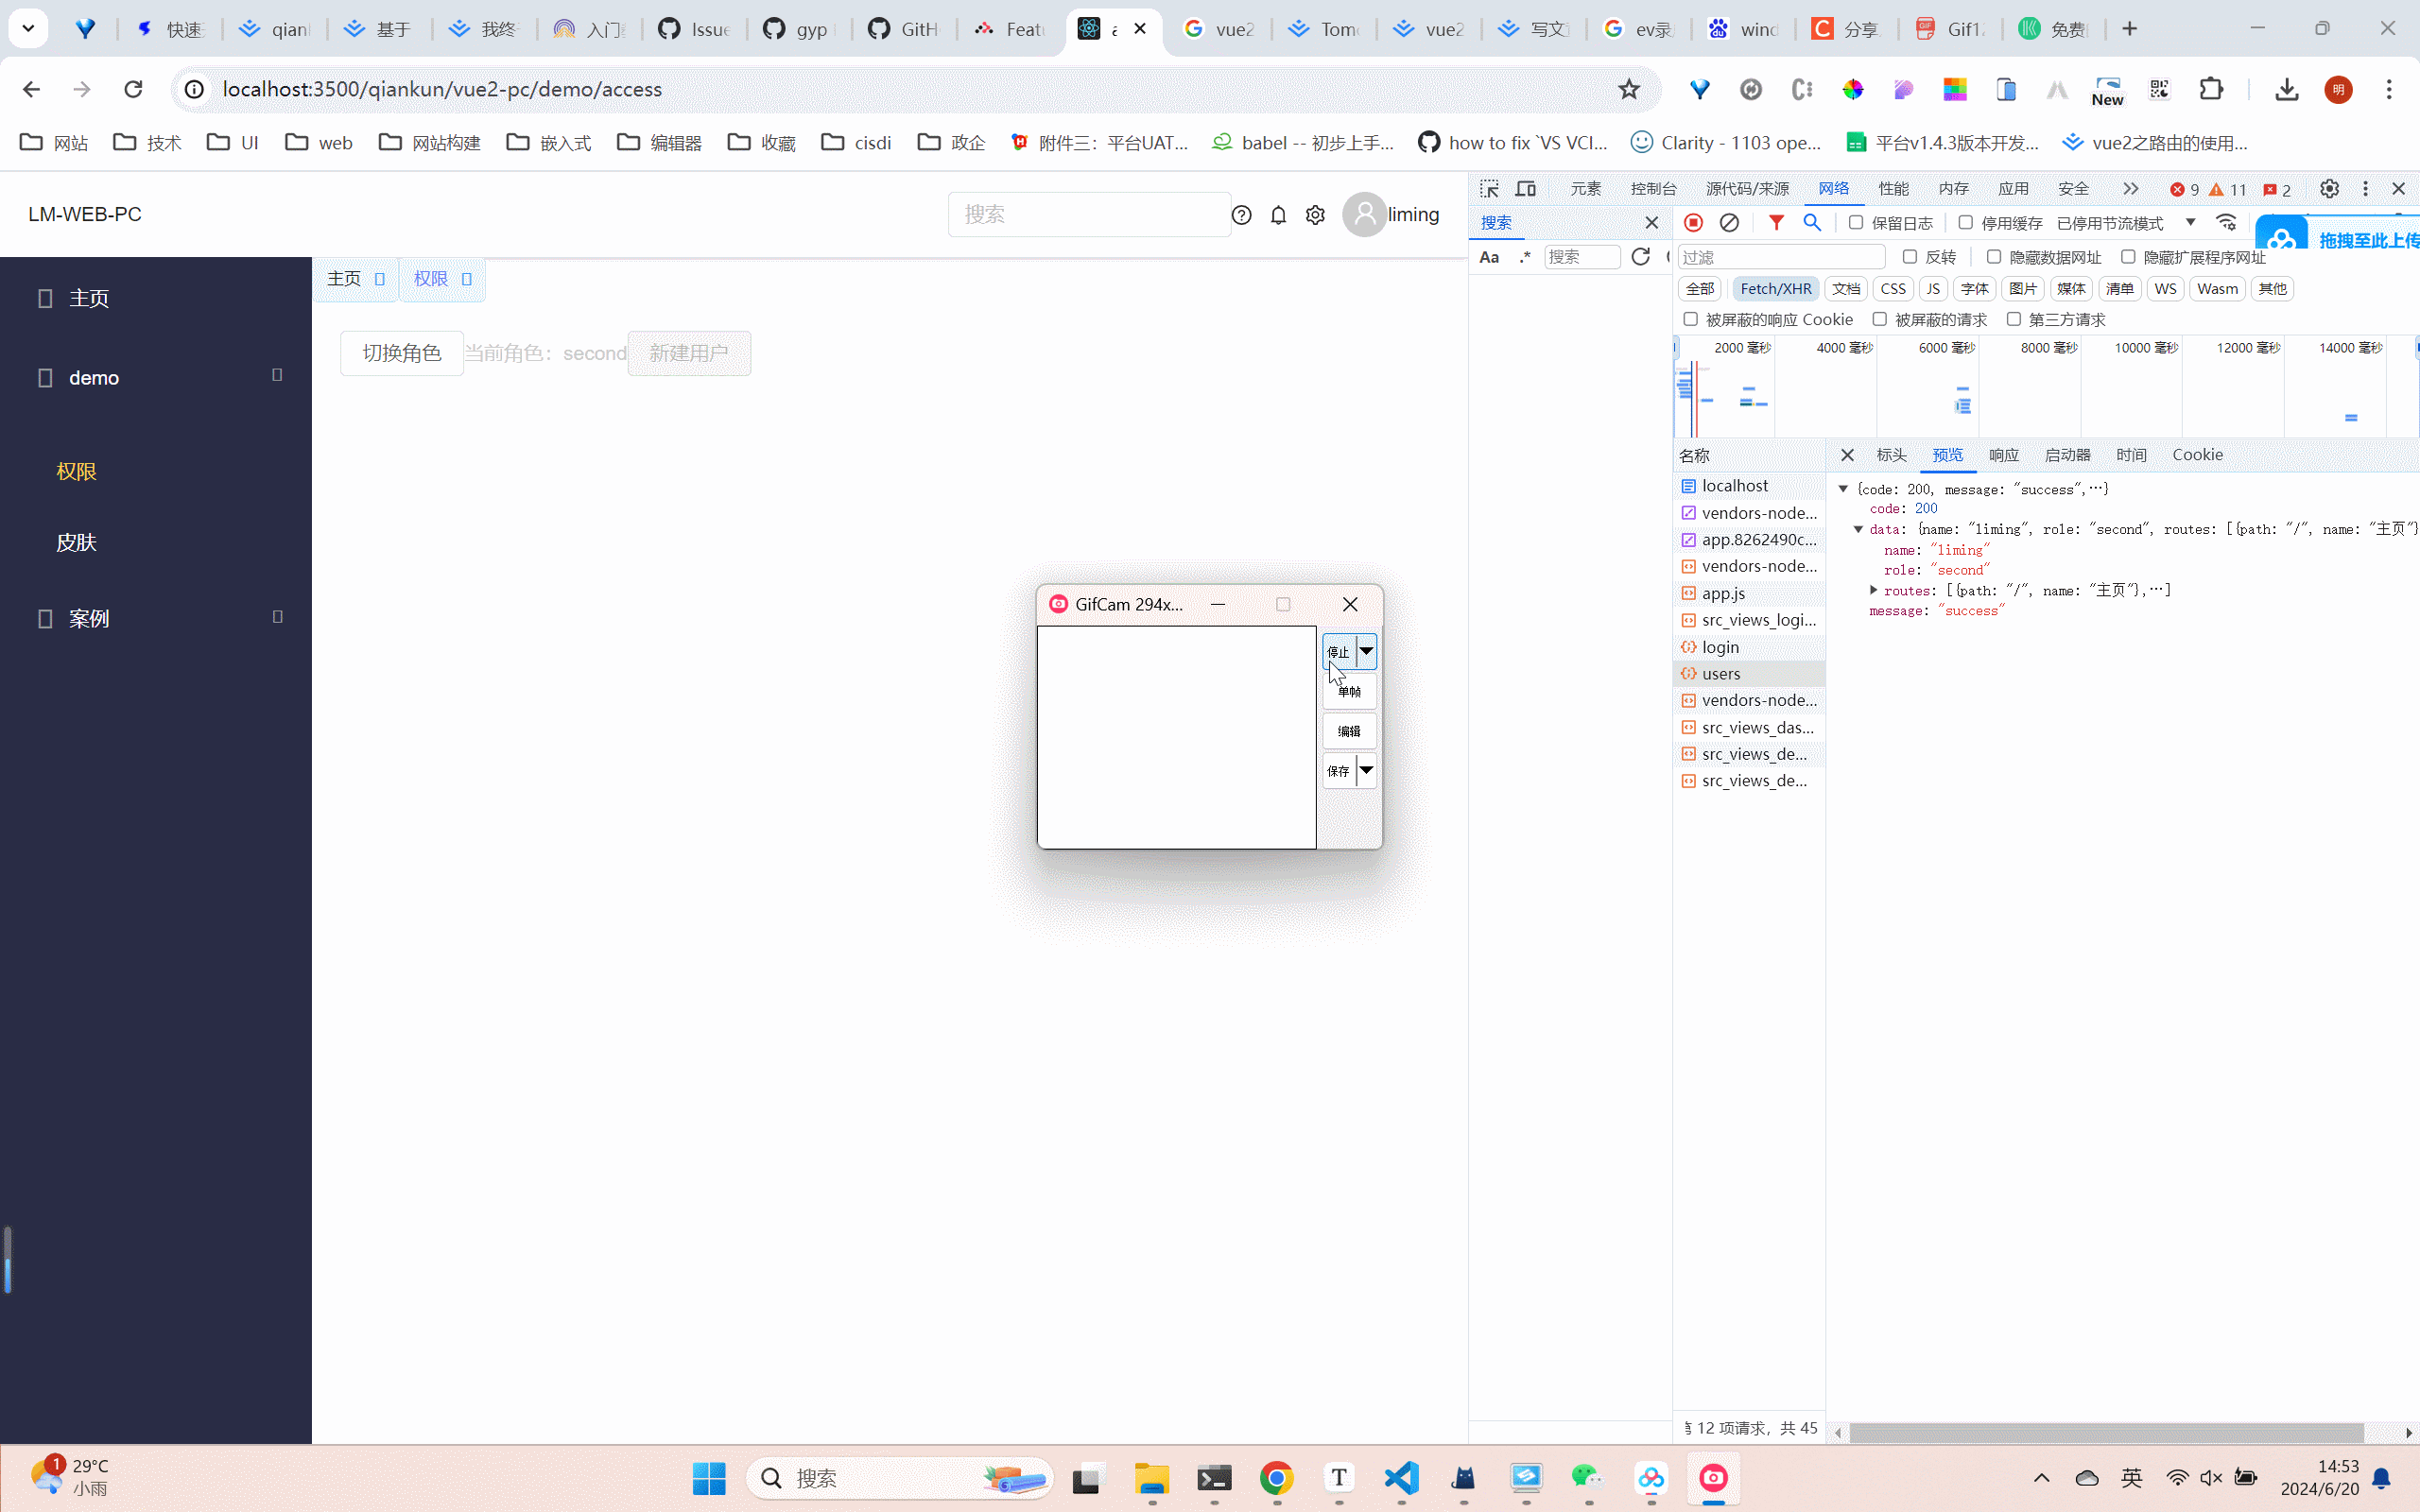 快速
qian
基于
我终
入门
Issue
gyp
GitH
Featu
a
vue2
Tomc
vue2
写文
ev录
wind
分享
Gif1
免费
localhost:3500/qiankun/vue2-pc/demo/access
New
明
网站
技术
UI
web
网站构建
嵌入式
编辑器
收藏
cisdi
政企
附件三：平台UAT...
babel -- 初步上手...
how to fix `VS VCI...
Clarity - 1103 ope...
平台v1.4.3版本开发...
vue2之路由的使用...
LM-WEB-PC
搜索
liming
主页
demo
权限
皮肤
案例
主页
权限
切换角色
当前角色：second
新建用户
GifCam 294x...
停止
单帧
编辑
保存
元素
控制台
源代码/来源
网络
性能
内存
应用
安全
9
11
2
搜索
Aa
.*
搜索
保留日志
停用缓存
已停用节流模式
拖拽至此上传
过滤
反转
隐藏数据网址
隐藏扩展程序网址
全部
Fetch/XHR
文档
CSS
JS
字体
图片
媒体
清单
WS
Wasm
其他
被屏蔽的响应 Cookie
被屏蔽的请求
第三方请求
2000 毫秒
4000 毫秒
6000 毫秒
8000 毫秒
10000 毫秒
12000 毫秒
14000 毫秒
名称
localhost
vendors-node...
app.8262490c...
vendors-node...
app.js
src_views_logi...
login
users
vendors-node...
src_views_das...
src_views_de...
src_views_de...
标头
预览
响应
启动器
时间
Cookie
{code: 200, message: "success",…}
code: 200
data: {name: "liming", role: "second", routes: [{path: "/", name: "主页"}
name: "liming"
role: "second"
routes: [{path: "/", name: "主页"},…]
message: "success"
12 项请求，共 45
1
29°C
小雨
搜索
T
英
14:53
2024/6/20